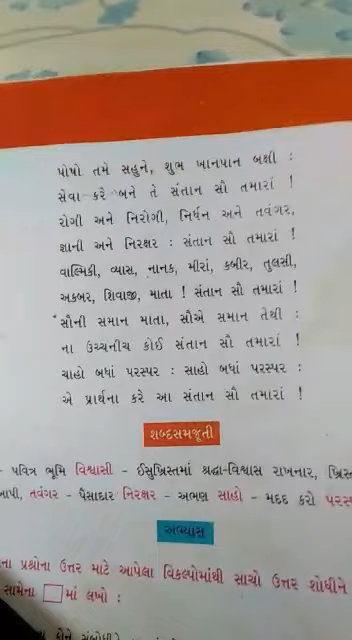 પોષો તમે સહુને, શુભ ખાનપાન બક્ષી :
સેવા કરે બને તે સંતાન સૌ તમારાં !
રોગી અને નિરોગી, નિર્ધન અને તવંગર,
જ્ઞાની અને નિરક્ષર : સંતાન સૌ તમારાં !
વાલ્મિકી, વ્યાસ, નાનક, મીરાં, કબીર, તુલસી,
અકબર, શિવાજી, માતા ! સંતાન સૌ તમારાં !
સૌની સમાન માતા, સૌએ સમાન તેથી :
ના ઉચ્ચનીચ કોઈ સંતાન સૌ તમારાં !
ચાહો બધાં પરસ્પર : સાહો બધાં પરસ્પર :
એ પ્રાર્થના કરે આ સંતાન સૌ તમારાં !
શબ્દસમજૂતી
- પવિત્ર ભૂમિ વિશ્વાસી - ઈસુખ્રિસ્તમાં શ્રદ્ધા-વિશ્વાસ રાખનાર,
તવંગર - પૈસાદાર નિરક્ષર - અભણ સાહો - મદદ કરો
અભ્યાસ
પ્રશ્નોના ઉત્તર માટે આપેલા વિકલ્પોમાંથી સાચો ઉત્તર શોધીને
સામેના માં લખો :